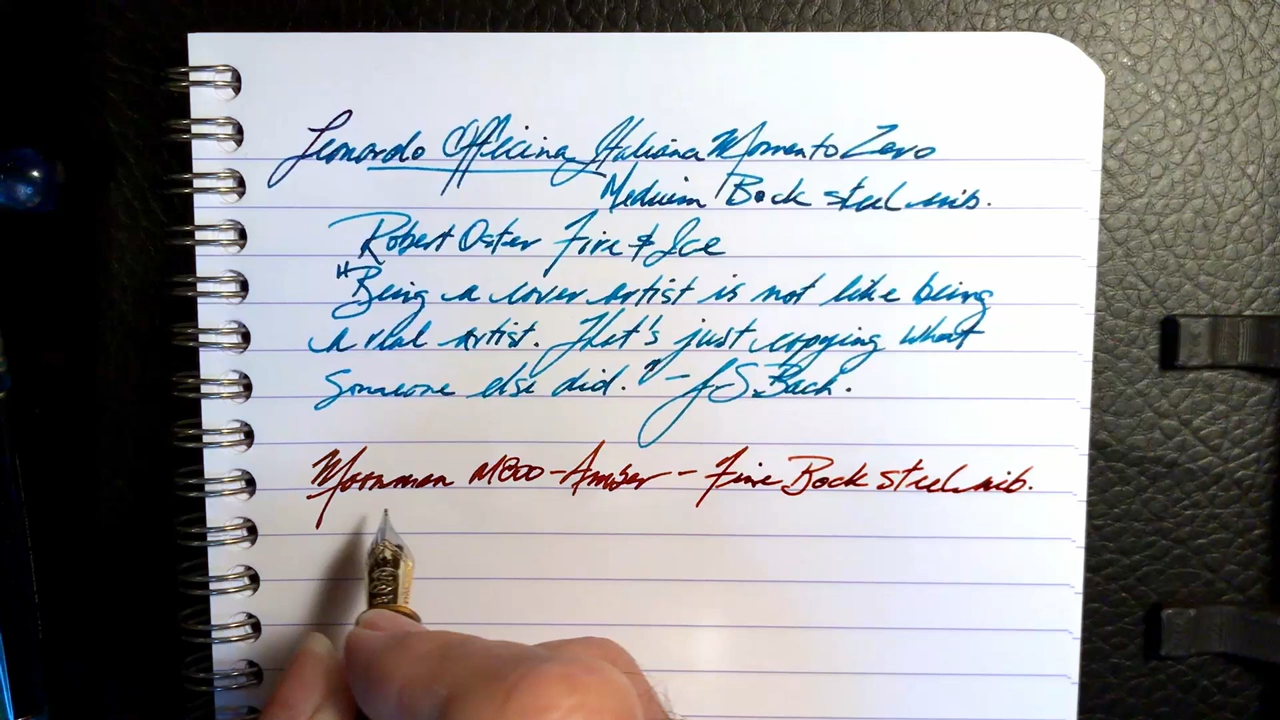 Leonardo Officina Italiana Momento Zero
Medium Bock steel nib.
Robert Oster Fire & Ice
"Being a cover artist is not like being
a real artist. That's just copying what
someone else did." - J.S. Bach.
Moonman M800 - Amber - Fine Bock steel nib.